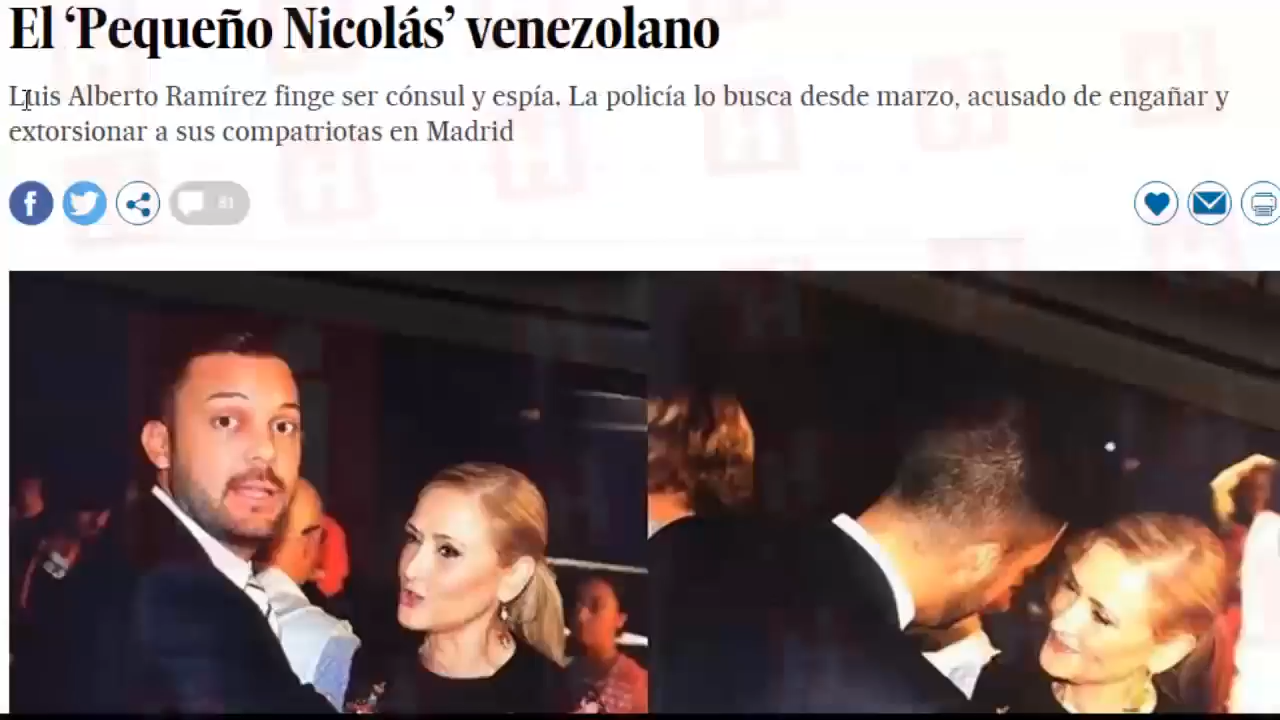 El ‘Pequeño Nicolás’ venezolano
Luis Alberto Ramírez finge ser cónsul y espía. La policía lo busca desde marzo, acusado de engañar y
extorsionar a sus compatriotas en Madrid